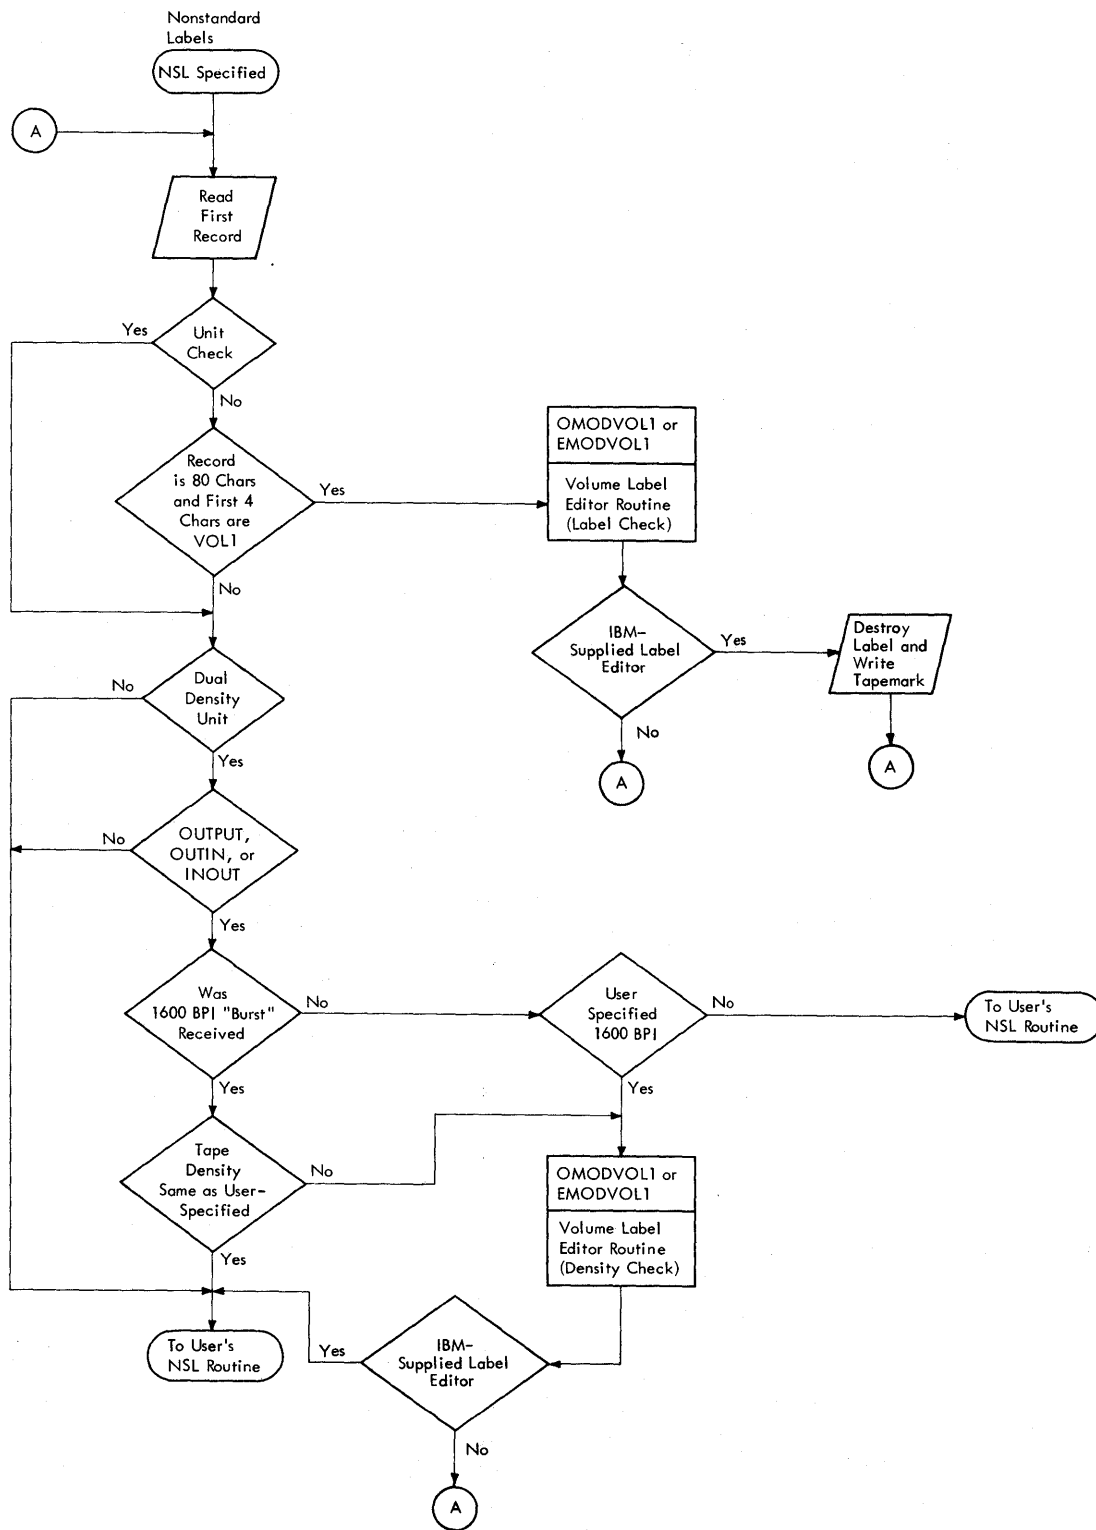 Nonstandard
Labels
NSL Specified
A
Read
First
Record
Unit
Check
Yes
No
Record
is 80 Chars
and First 4
Chars are
VOL1
Yes
No
OMODVOL1 or
EMODVOL1
Volume Label
Editor Routine
(Label Check)
IBM–
Supplied Label
Editor
Yes
No
Destroy
Label and
Write
Tapemark
A
A
Dual
Density
Unit
No
Yes
OUTPUT,
OUTIN, or
INOUT
No
Yes
Was
1600 BPI "Burst"
Received
No
Yes
User
Specified
1600 BPI
No
Yes
To User's
NSL Routine
Tape
Density
Same as User–
Specified
No
Yes
OMODVOL1 or
EMODVOL1
Volume Label
Editor Routine
(Density Check)
To User's
NSL Routine
IBM–
Supplied Label
Editor
Yes
No
A